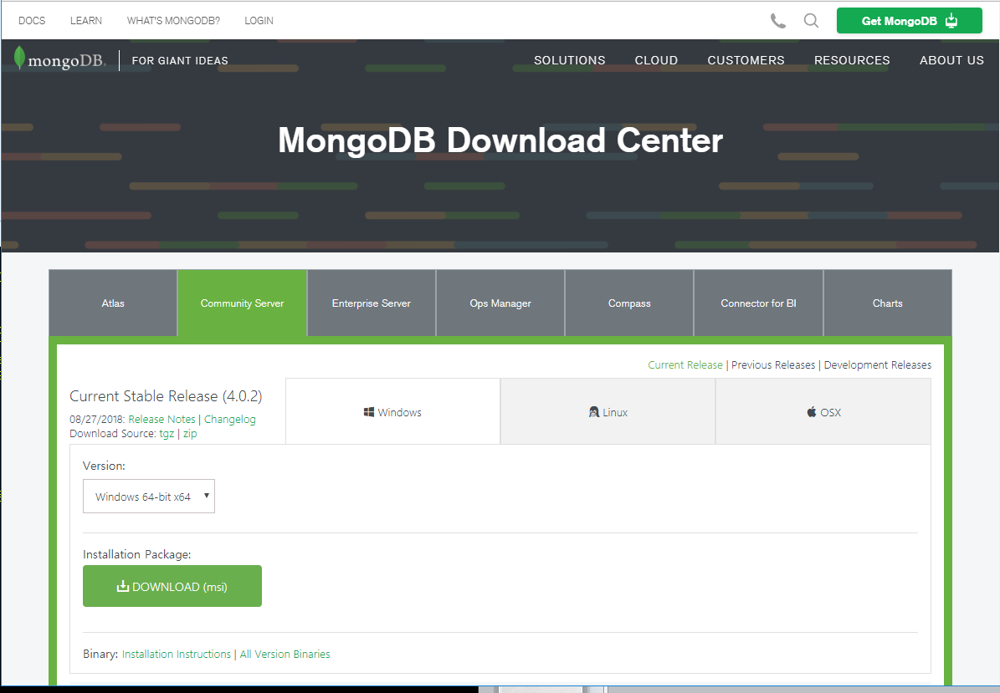 DOCS LEARN WHAT'S MONGODB? LOGIN Get MongoDB
mongoDB. FOR GIANT IDEAS SOLUTIONS CLOUD CUSTOMERS RESOURCES ABOUT US
MongoDB Download Center
Atlas Community Server Enterprise Server Ops Manager Compass Connector for BI Charts
Current Release | Previous Releases | Development Releases
Current Stable Release (4.0.2)
08/27/2018: Release Notes | Changelog
Download Source: tgz | zip
Windows Linux OSX
Version:
Windows 64-bit x64
Installation Package:
DOWNLOAD (msi)
Binary: Installation Instructions | All Version Binaries